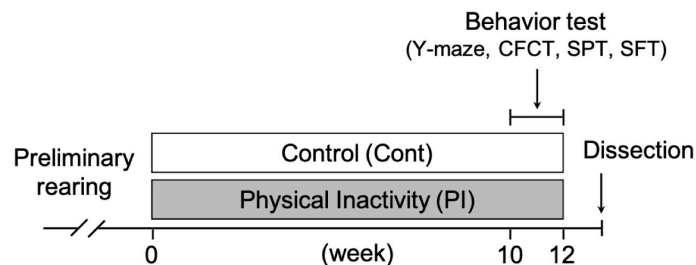 Behavior test
(Y-maze, CFCT, SPT, SFT)
Preliminary
rearing
Control (Cont)
Dissection
Physical Inactivity (PI)
0
(week)
10
12